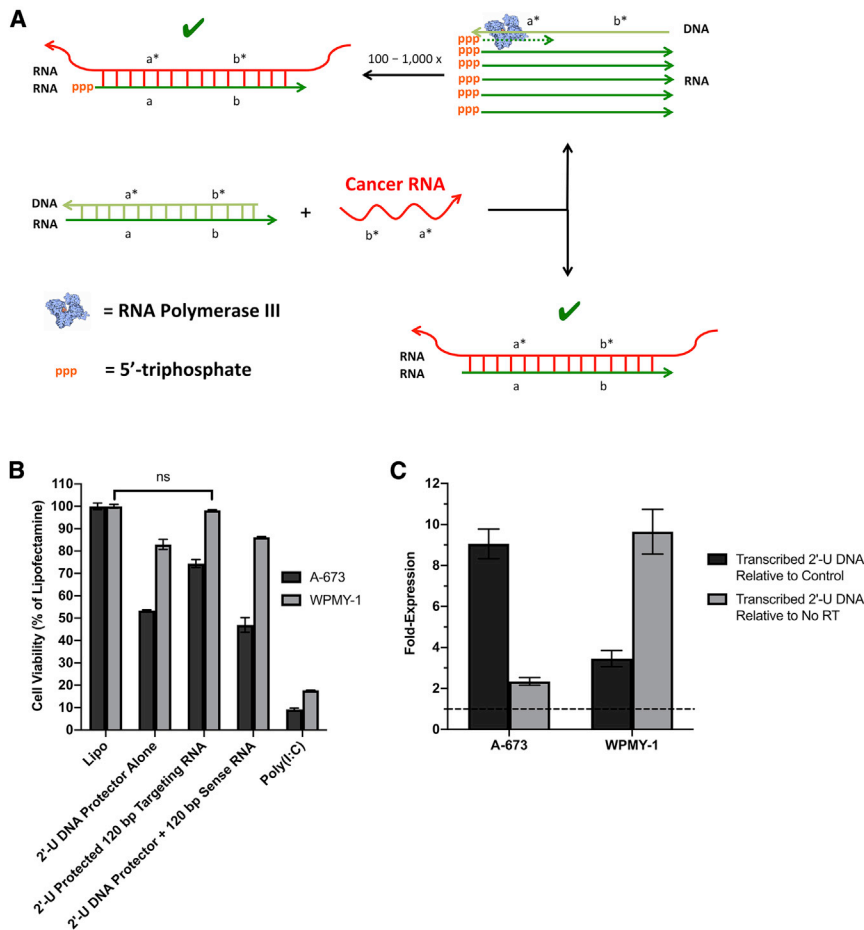 A
a* b*
DNA
ppp
ppp
ppp
ppp
ppp
ppp
RNA
100 – 1,000 x
a* b*
RNA
RNA ppp
a b
a* b*
DNA
RNA
a b
+
Cancer RNA
b* a*
= RNA Polymerase III
ppp = 5'-triphosphate
a* b*
RNA
RNA
a b
B
Cell Viability (% of Lipofectamine)
110
100
90
80
70
60
50
40
30
20
10
0
ns
A-673
WPMY-1
Lipo
2'-U DNA Protector Alone
2'-U Protected 120 bp Targeting RNA
2'-U DNA Protector + 120 bp Sense RNA
Poly(I:C)
C
Fold-Expression
12
10
8
6
4
2
0
A-673
WPMY-1
Transcribed 2'-U DNA
Relative to Control
Transcribed 2'-U DNA
Relative to No RT